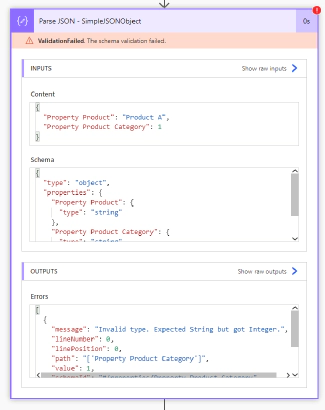 Parse JSON - SimpleJSONObject
0s
ValidationFailed. The schema validation failed.
INPUTS
Show raw inputs
Content
{
"Property Product": "Product A",
"Property Product Category": 1
}
Schema
{
"type": "object",
"properties": {
"Property Product": {
"type": "string"
},
"Property Product Category": {
"type": "string"
OUTPUTS
Show raw outputs
Errors
[
{
"message": "Invalid type. Expected String but got Integer.",
"lineNumber": 0,
"linePosition": 0,
"path": "['Property Product Category']",
"value": 1,